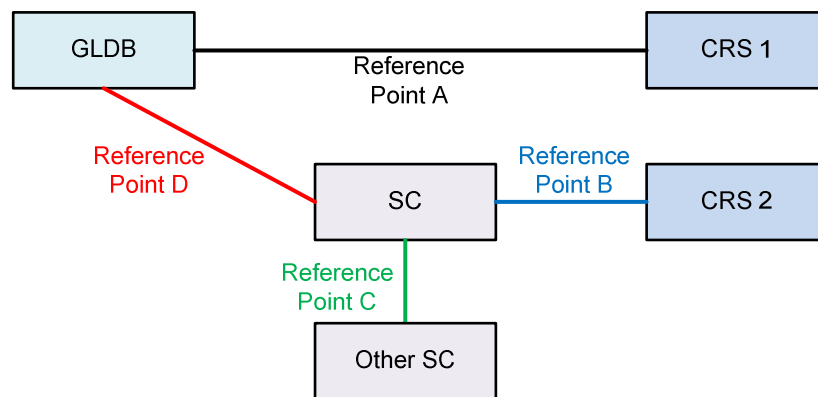 GLDB
CRS 1
Reference
Point A
Reference
Point D
Reference
Point B
SC
CRS 2
Reference
Point C
Other SC